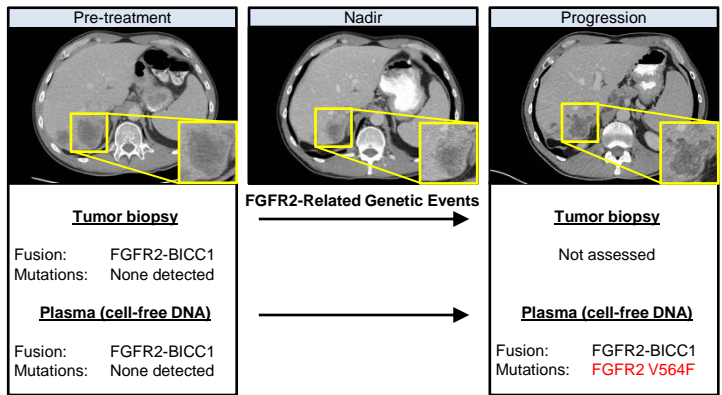 Pre-treatment
Nadir
Progression
FGFR2-Related Genetic Events
Tumor biopsy
Fusion: FGFR2-BICC1
Mutations: None detected
Plasma (cell-free DNA)
Fusion: FGFR2-BICC1
Mutations: None detected
Tumor biopsy
Not assessed
Plasma (cell-free DNA)
Fusion: FGFR2-BICC1
Mutations: FGFR2 V564F